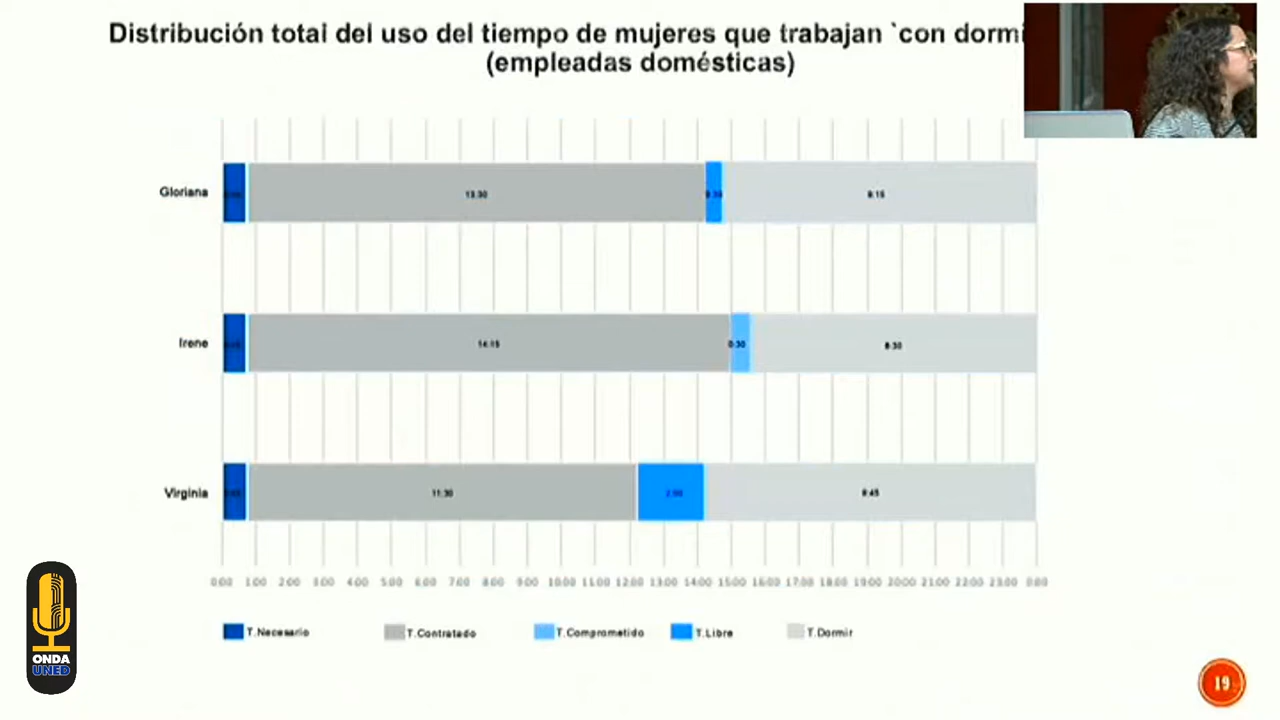 Distribución total del uso del tiempo de mujeres que trabajan `con dormi
(empleadas domésticas)
Gloriana
13:30
9:15
Irene
14:15
0:30
8:30
Virginia
11:30
2:00
9:45
0:00 1:00 2:00 3:00 4:00 5:00 6:00 7:00 8:00 9:00 10:00 11:00 12:00 13:00 14:00 15:00 16:00 17:00 18:00 19:00 20:00 21:00 22:00 23:00 0:00
T.Necesario T.Contratado T.Comprometido T.Libre T.Dormir
ONDA
UNED
19